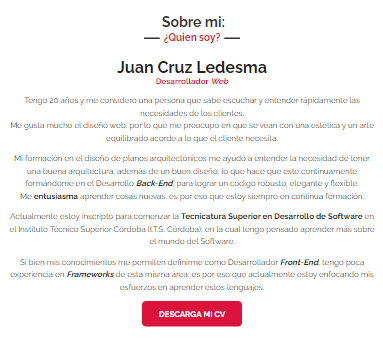 Sobre mi:
¿Quien soy?
Juan Cruz Ledesma
Desarrollador Web
Tengo 20 años y me considero una persona que sabe escuchar y entender rápidamente las
necesidades de los clientes.
Me gusta mucho el diseño web, por lo que me preocupo en que se vean con una estética y un arte
equilibrado acorde a lo que el cliente necesita.
Mi formación en el diseño de planos arquitectónicos me ayudo a entender la necesidad de tener
una buena arquitectura, además de un buen diseño, lo que hace que este continuamente
formándome en el Desarrollo Back-End, para lograr un código robusto, elegante y flexible.
Me entusiasma aprender cosas nuevas, es por eso que estoy siempre en continua formación.
Actualmente estoy inscripto para comenzar la Tecnicatura Superior en Desarrollo de Software en
el Instituto Técnico Superior Córdoba (I.T.S. Córdoba), en la cual tengo pensado aprender más sobre
el mundo del Software.
Si bien mis conocimientos me permiten definirme como Desarrollador Front-End, tengo poca
experiencia en Frameworks de esta misma área, es por eso que actualmente estoy enfocando mis
esfuerzos en aprender estos lenguajes.
DESCARGA MI CV